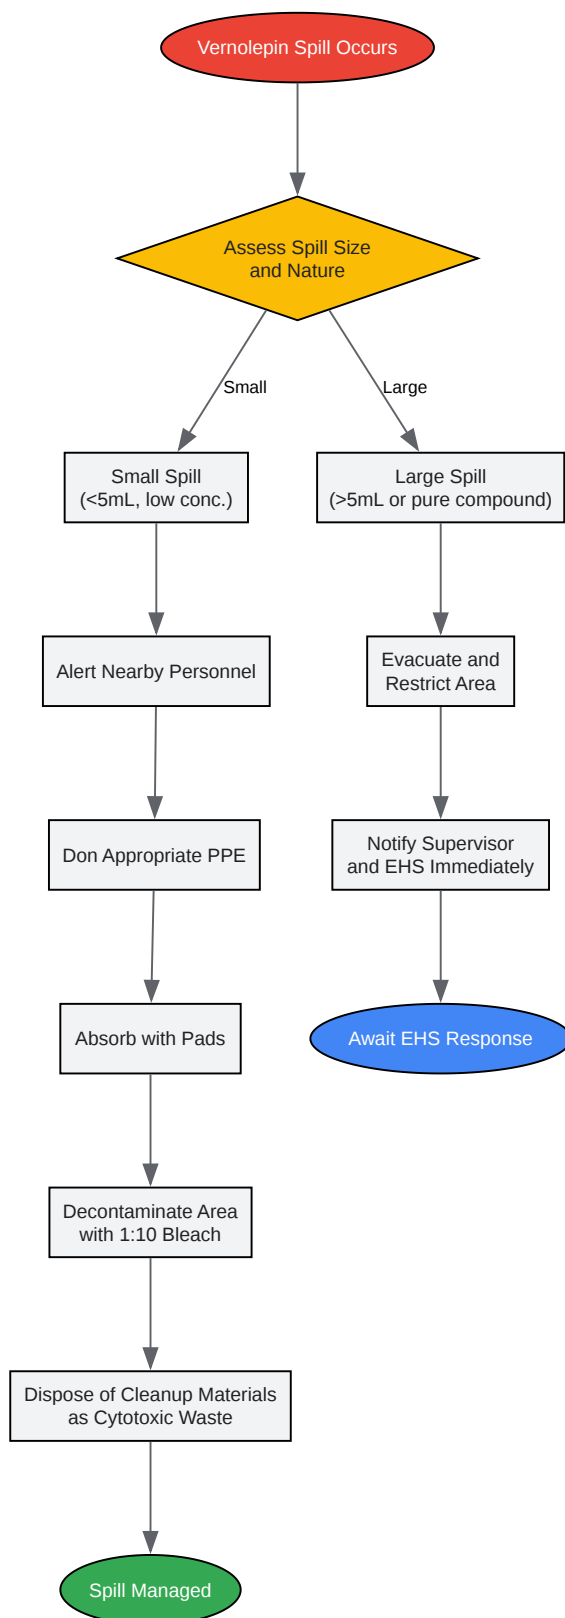 Vernolepin Spill Occurs
Assess Spill Size
and Nature
Small
Large
Small Spill
(<5mL, low conc.)
Large Spill
(>5mL or pure compound)
Alert Nearby Personnel
Evacuate and
Restrict Area
Don Appropriate PPE
Notify Supervisor
and EHS Immediately
Absorb with Pads
Await EHS Response
Decontaminate Area
with 1:10 Bleach
Dispose of Cleanup Materials
as Cytotoxic Waste
Spill Managed